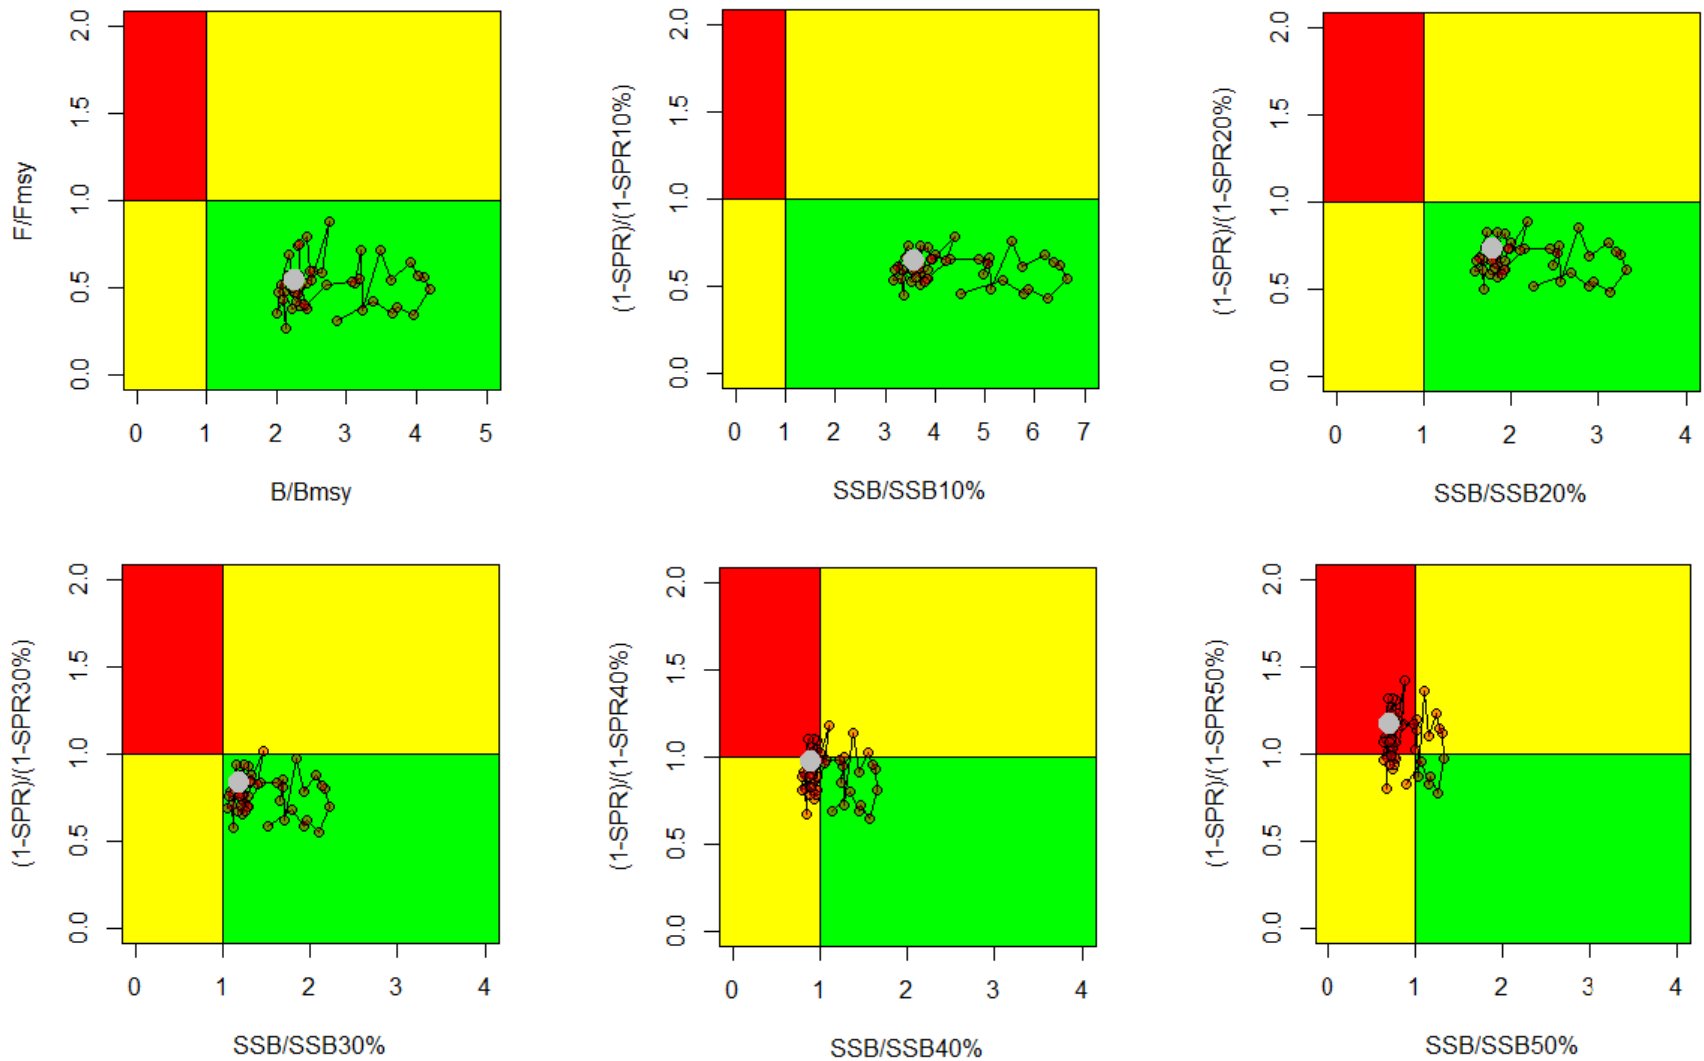 F/Fmsy
0.0 0.5 1.0 1.5 2.0
0 1 2 3 4 5
B/Bmsy
(1-SPR)/(1-SPR10%)
0.0 0.5 1.0 1.5 2.0
0 1 2 3 4 5 6 7
SSB/SSB10%
(1-SPR)/(1-SPR20%)
0.0 0.5 1.0 1.5 2.0
0 1 2 3 4
SSB/SSB20%
(1-SPR)/(1-SPR30%)
0.0 0.5 1.0 1.5 2.0
0 1 2 3 4
SSB/SSB30%
(1-SPR)/(1-SPR40%)
0.0 0.5 1.0 1.5 2.0
0 1 2 3 4
SSB/SSB40%
(1-SPR)/(1-SPR50%)
0.0 0.5 1.0 1.5 2.0
0 1 2 3 4
SSB/SSB50%